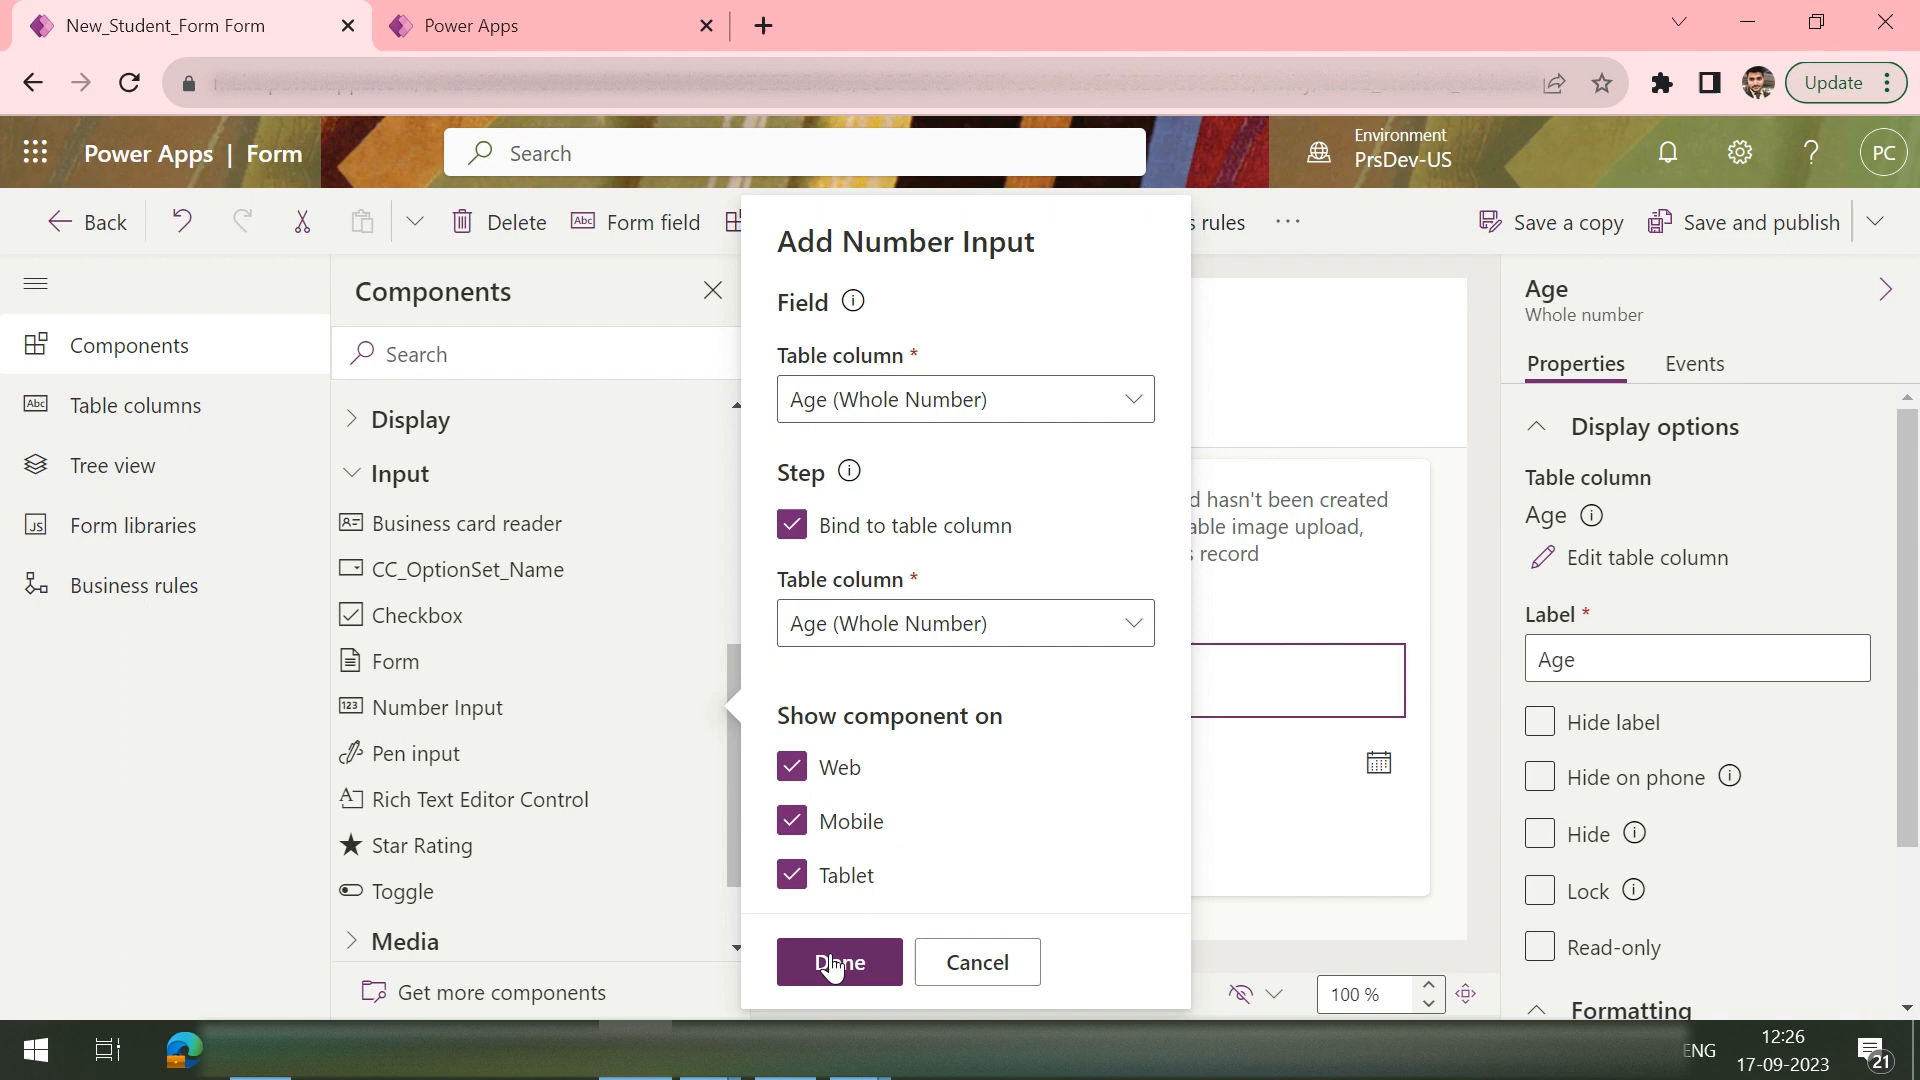 New_Student_Form Form
Power Apps
Update
Power Apps | Form
Search
Environment
PrsDev-US
PC
Back
Delete
Abc Form field
s rules
Save a copy
Save and publish
Components
Components
Search
Abc Table columns
Tree view
JS Form libraries
Business rules
Display
Input
Business card reader
CC_OptionSet_Name
Checkbox
Form
123 Number Input
Pen input
Rich Text Editor Control
Star Rating
Toggle
Media
Get more components
Add Number Input
Field
Table column *
Age (Whole Number)
Step
Bind to table column
Table column *
Age (Whole Number)
Show component on
Web
Mobile
Tablet
Done
Cancel
d hasn't been created
able image upload,
s record
100 %
Age
Whole number
Properties
Events
Display options
Table column
Age
Edit table column
Label *
Age
Hide label
Hide on phone
Hide
Lock
Read-only
Formatting
ENG
12:26
17-09-2023
21